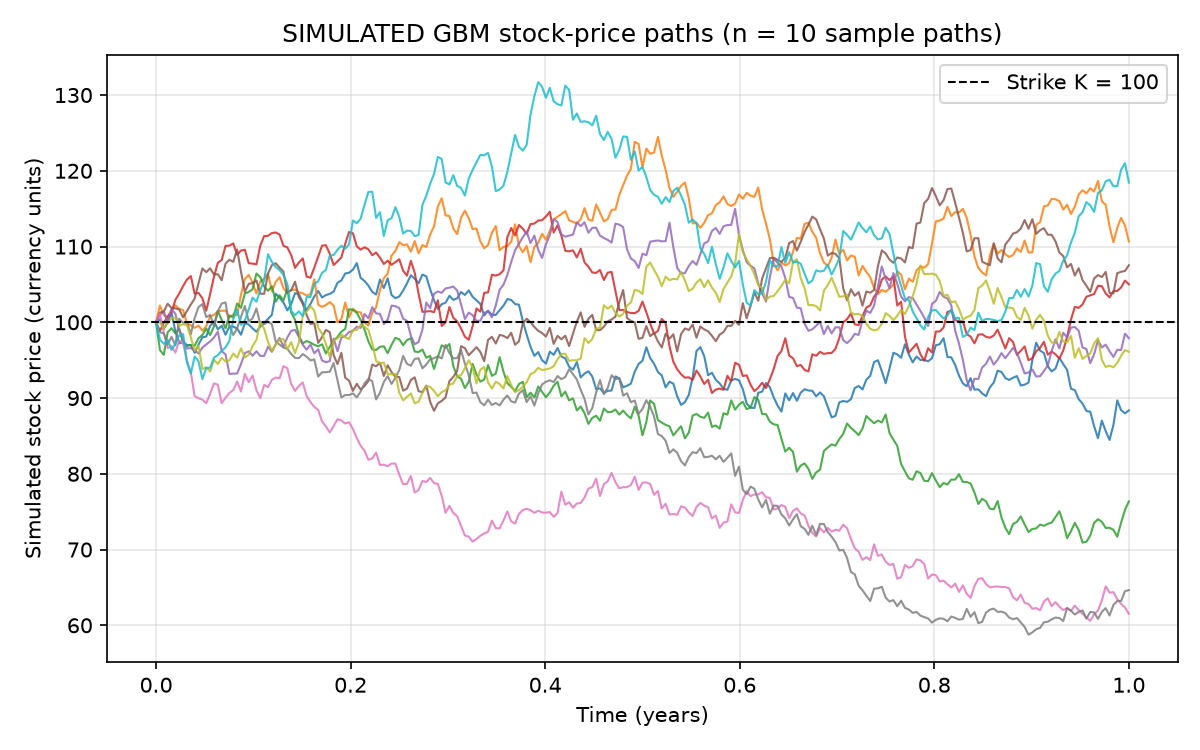 SIMULATED GBM stock-price paths (n = 10 sample paths)
Strike K = 100
Simulated stock price (currency units)
130
120
110
100
90
80
70
60
0.0 0.2 0.4 0.6 0.8 1.0
Time (years)